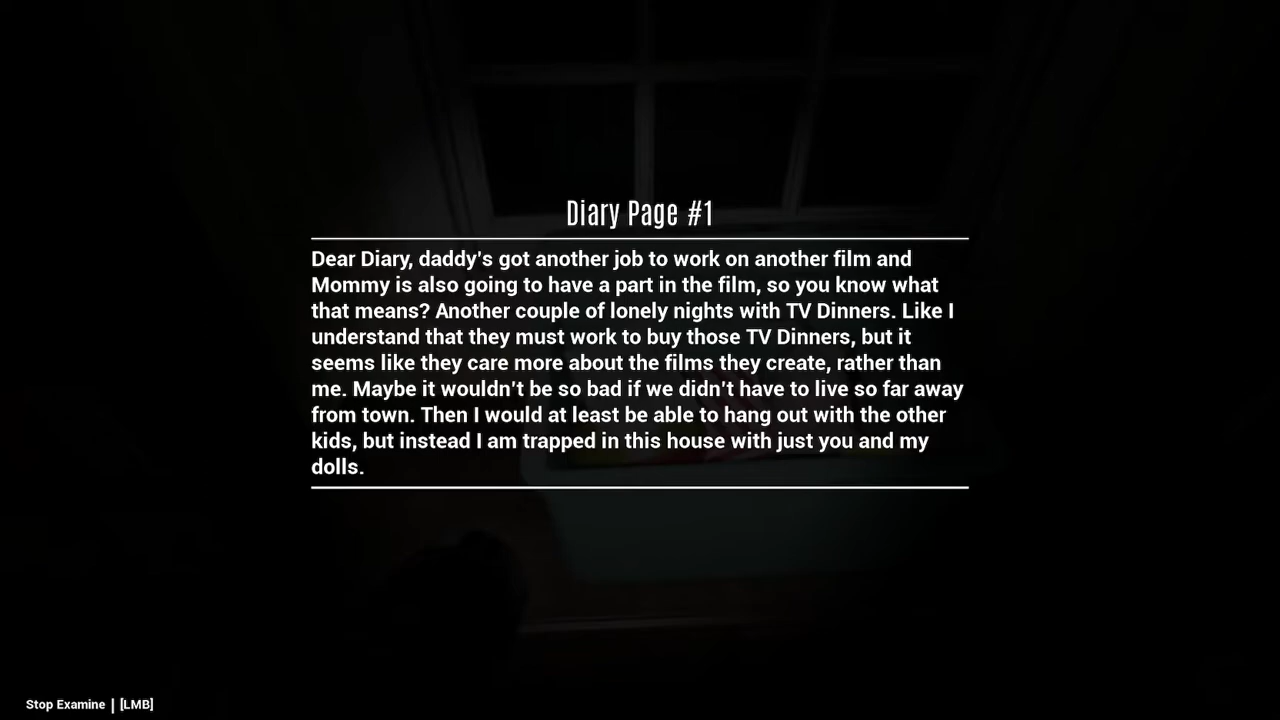 Diary Page #1
Dear Diary, daddy's got another job to work on another film and
Mommy is also going to have a part in the film, so you know what
that means? Another couple of lonely nights with TV Dinners. Like I
understand that they must work to buy those TV Dinners, but it
seems like they care more about the films they create, rather than
me. Maybe it wouldn't be so bad if we didn't have to live so far away
from town. Then I would at least be able to hang out with the other
kids, but instead I am trapped in this house with just you and my
dolls.
Stop Examine | [LMB]